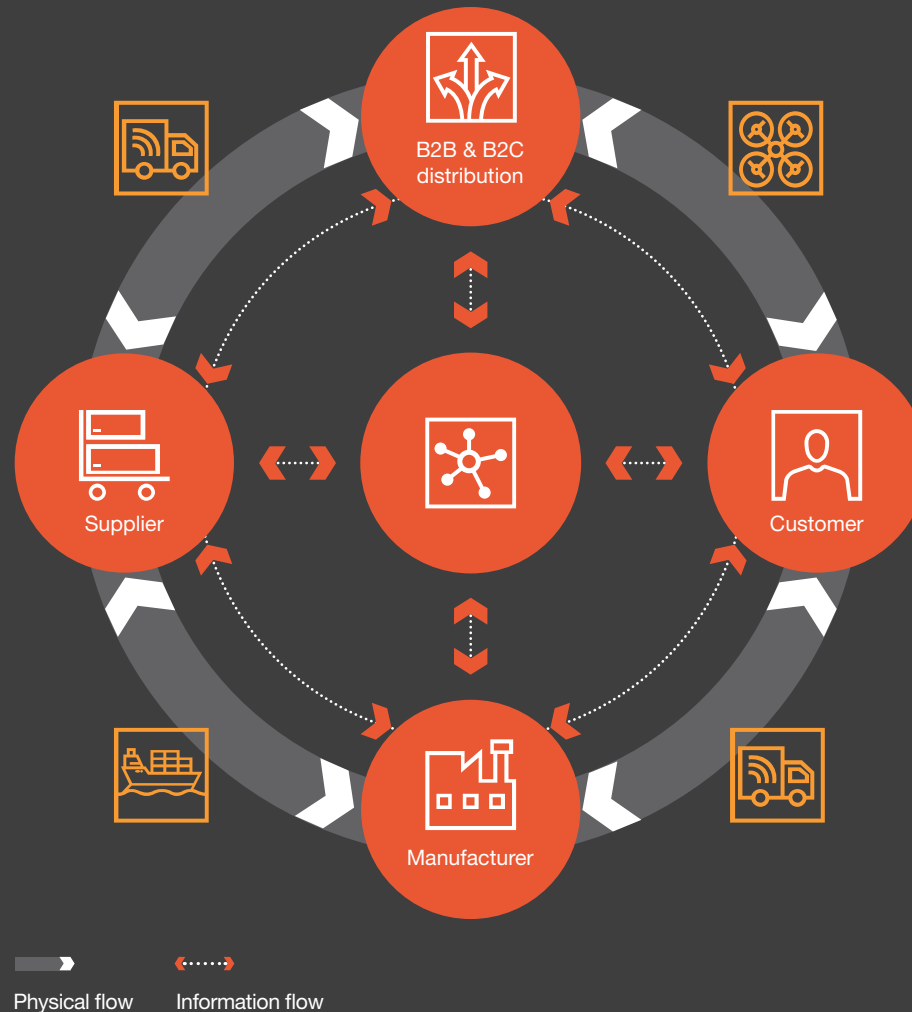 B2B & B2C
distribution
Supplier
Customer
Manufacturer
Physical flow
Information flow